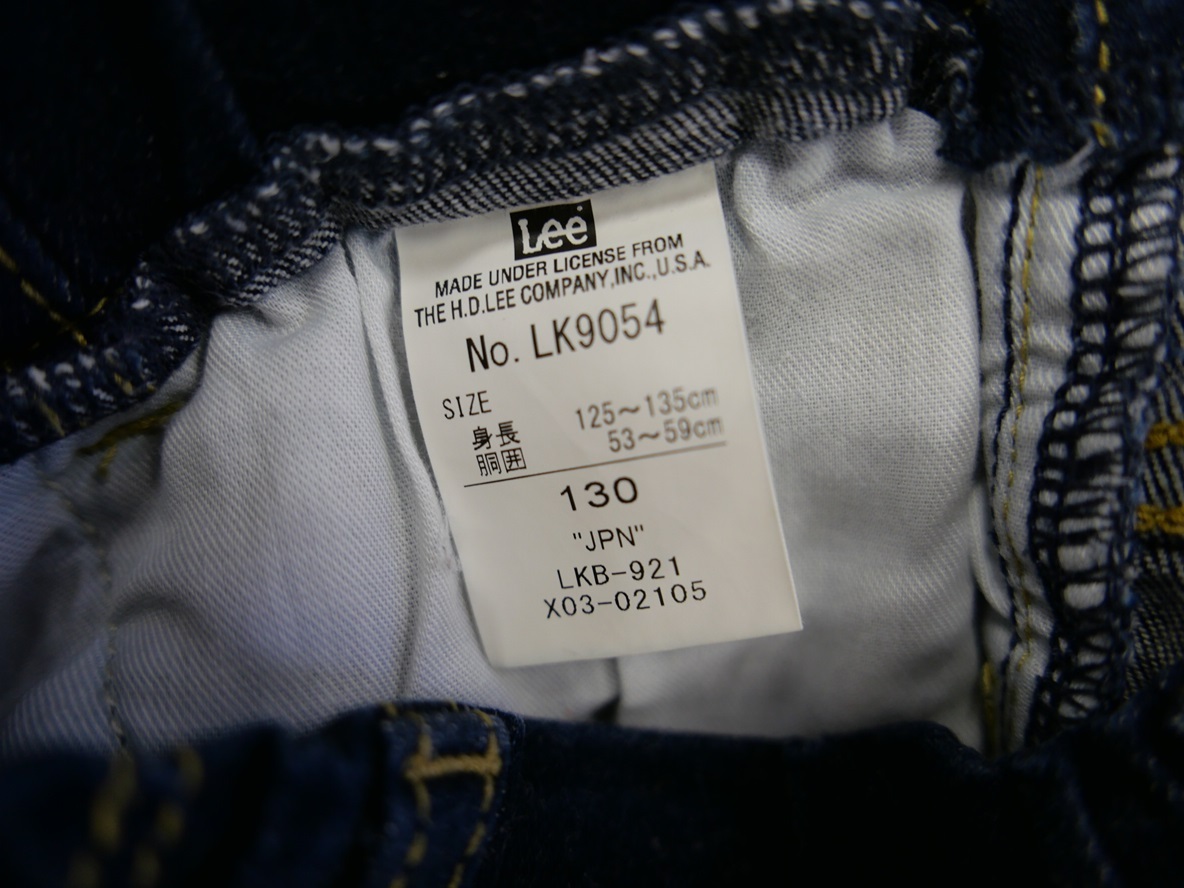 Lee
MADE UNDER LICENSE FROM
THE H.D.LEE COMPANY,INC.,U.S.A.
No. LK9054
SIZE
身長 125～135cm
胴囲 53～59cm
130
"JPN"
LKB-921
X03-02105